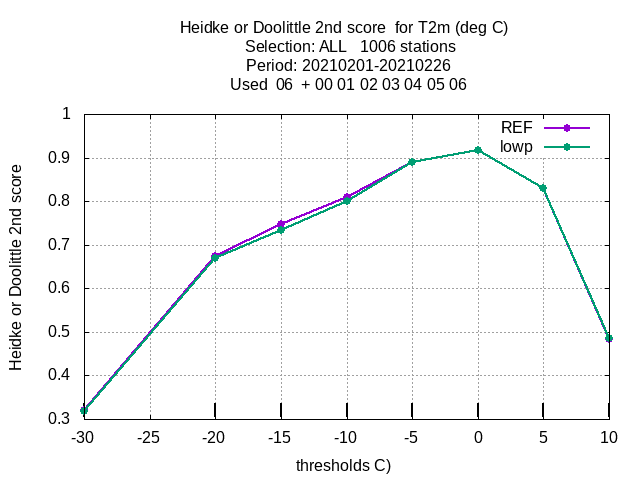 Heidke or Doolittle 2nd score  for T2m (deg C)
Selection: ALL   1006 stations
Period: 20210201-20210226
Used  06  + 00 01 02 03 04 05 06
REF
lowp
Heidke or Doolittle 2nd score
1
0.9
0.8
0.7
0.6
0.5
0.4
0.3
-30 -25 -20 -15 -10 -5 0 5 10
thresholds C)